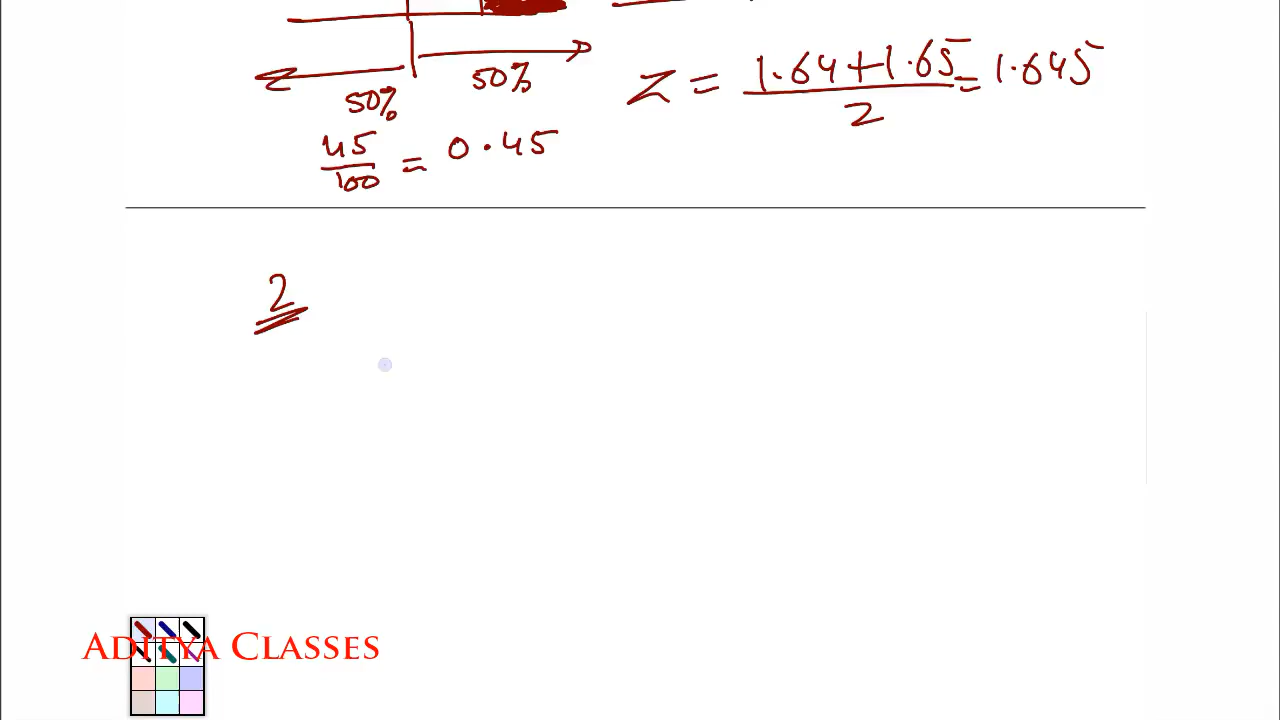 50%
50%
Z = 1.64+1.65/2 = 1.645
45/100 = 0.45
2
ADITYA CLASSES